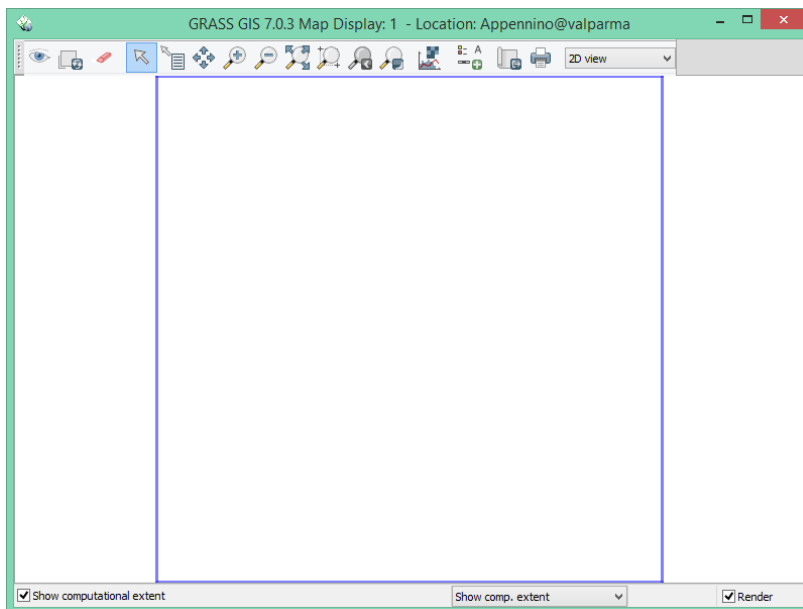 GRASS GIS 7.0.3 Map Display: 1 - Location: Appennino@valparma
2D view
Show computational extent
Show comp. extent
Render